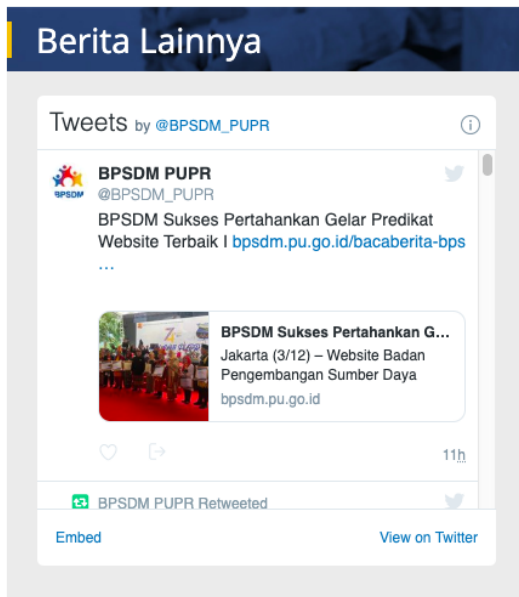 Berita Lainnya
Tweets by @BPSDM_PUPR
BPSDM
BPSDM PUPR
@BPSDM_PUPR
BPSDM Sukses Pertahankan Gelar Predikat
Website Terbaik I bpsdm.pu.go.id/bacaberita-bps
…
BPSDM Sukses Pertahankan G...
Jakarta (3/12) – Website Badan
Pengembangan Sumber Daya
bpsdm.pu.go.id
11h
BPSDM PUPR Retweeted
Embed
View on Twitter